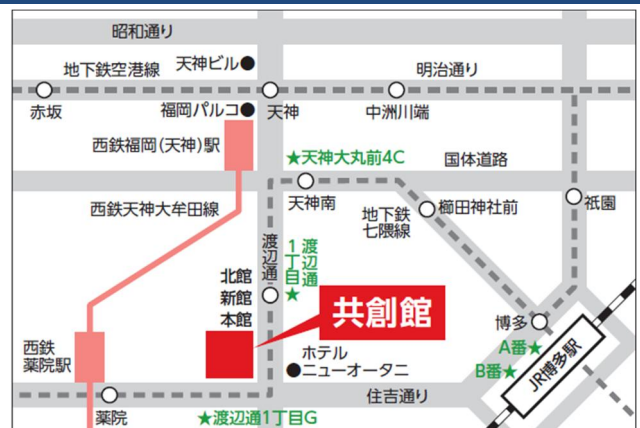 昭和通り
地下鉄空港線
天神ビル●
明治通り
赤坂
福岡パルコ●
天神
中洲川端
西鉄福岡(天神)駅
★天神大丸前4C
国体道路
西鉄天神大牟田線
天神南
地下鉄
七隈線
櫛田神社前
祇園
渡辺通
渡辺通
1丁目★
北館
新館
本館
共創館
博多
A番★
B番★
JR博多駅
西鉄
薬院駅
ホテル
●ニューオータニ
住吉通り
薬院
★渡辺通1丁目G